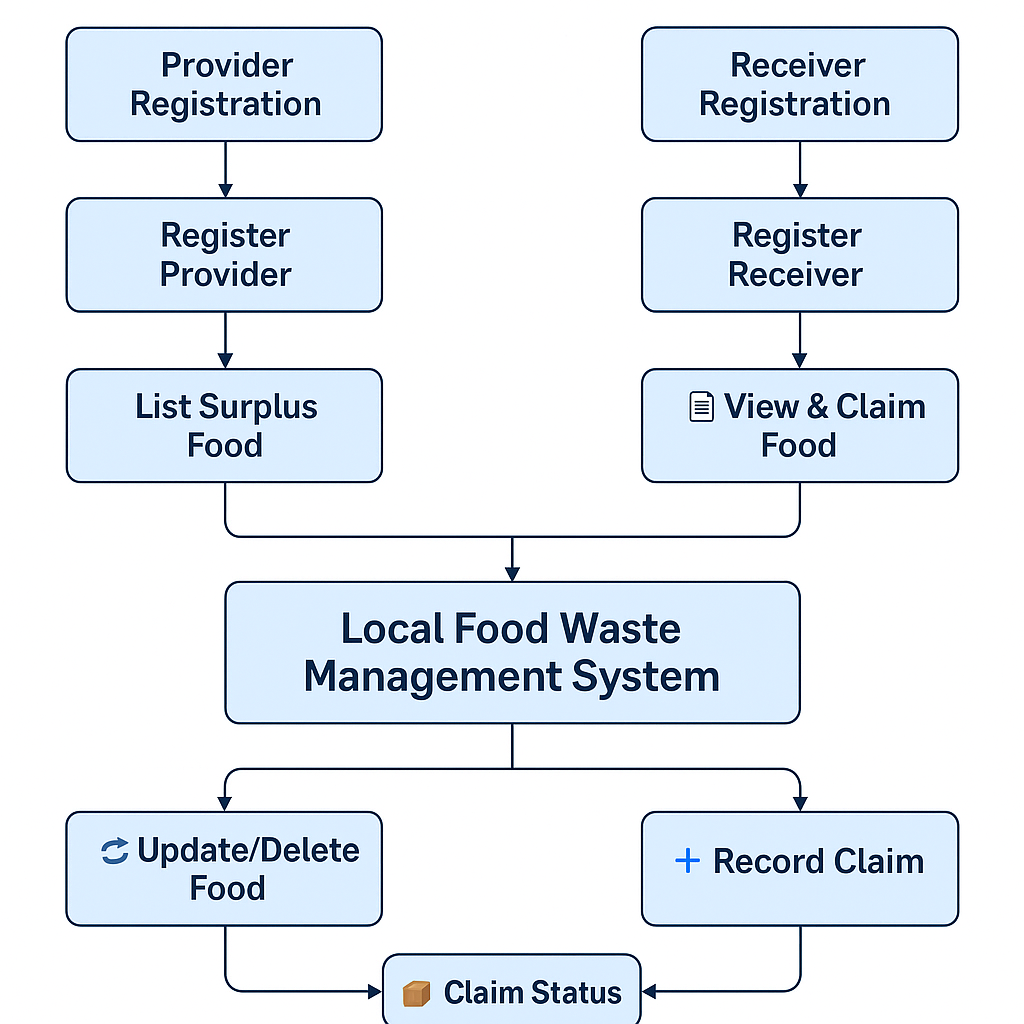 Provider
Registration
Receiver
Registration
Register
Provider
Register
Receiver
List Surplus
Food
View & Claim
Food
Local Food Waste
Management System
Update/Delete
Food
Record Claim
Claim Status